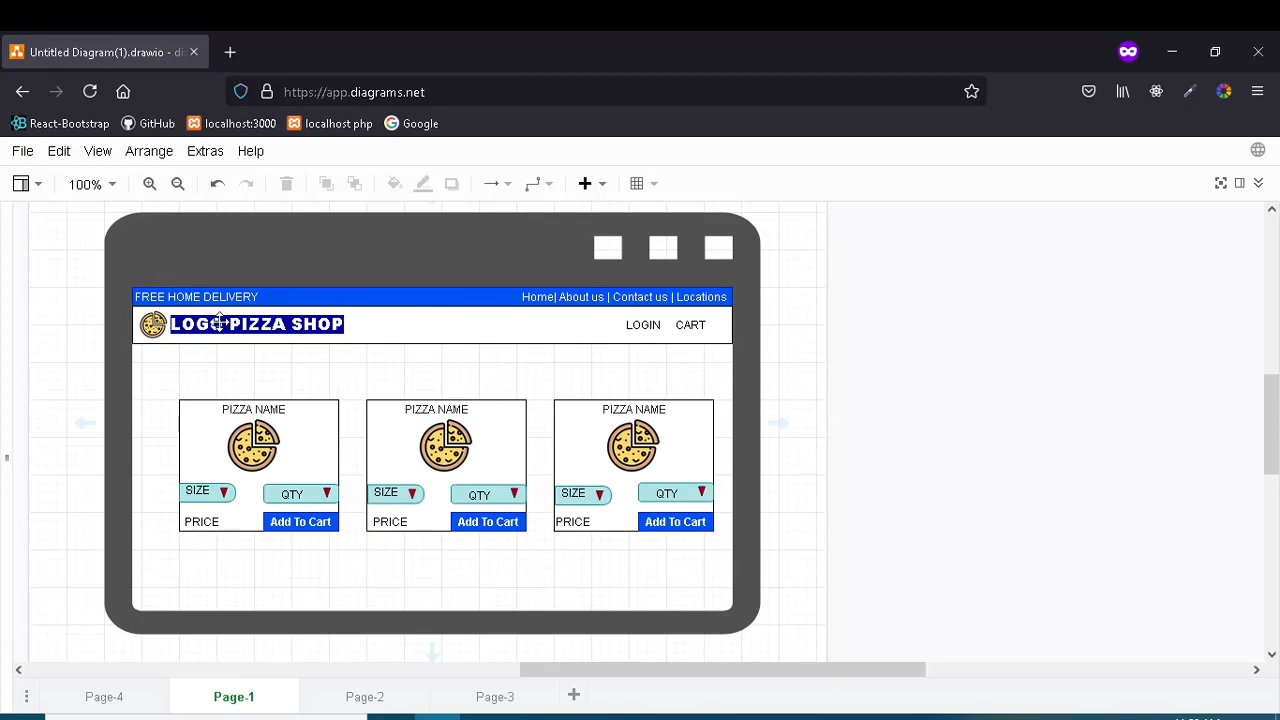 Untitled Diagram(1).drawio - di
https://app.diagrams.net
React-Bootstrap GitHub localhost:3000 localhost php Google
File Edit View Arrange Extras Help
100%
FREE HOME DELIVERY Home| About us | Contact us | Locations
LOGO PIZZA SHOP LOGIN CART
PIZZA NAME PIZZA NAME PIZZA NAME
SIZE QTY SIZE QTY SIZE QTY
PRICE Add To Cart PRICE Add To Cart PRICE Add To Cart
Page-4 Page-1 Page-2 Page-3